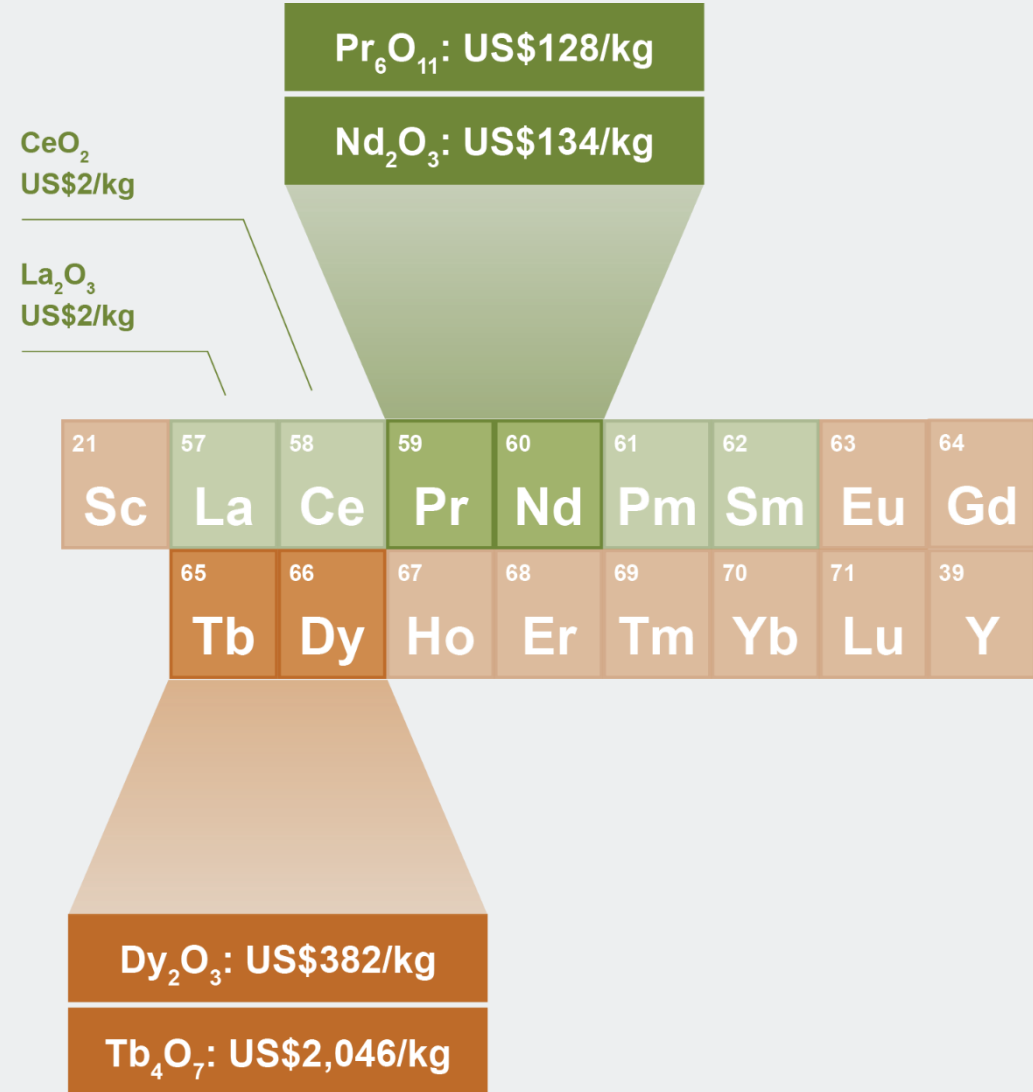 Pr₆O₁₁: US$128/kg
Nd₂O₃: US$134/kg
CeO₂
US$2/kg
La₂O₃
US$2/kg
21 57 58 59 60 61 62 63 64
Sc La Ce Pr Nd Pm Sm Eu Gd
65 66 67 68 69 70 71 39
Tb Dy Ho Er Tm Yb Lu Y
Dy₂O₃: US$382/kg
Tb₄O₇: US$2,046/kg